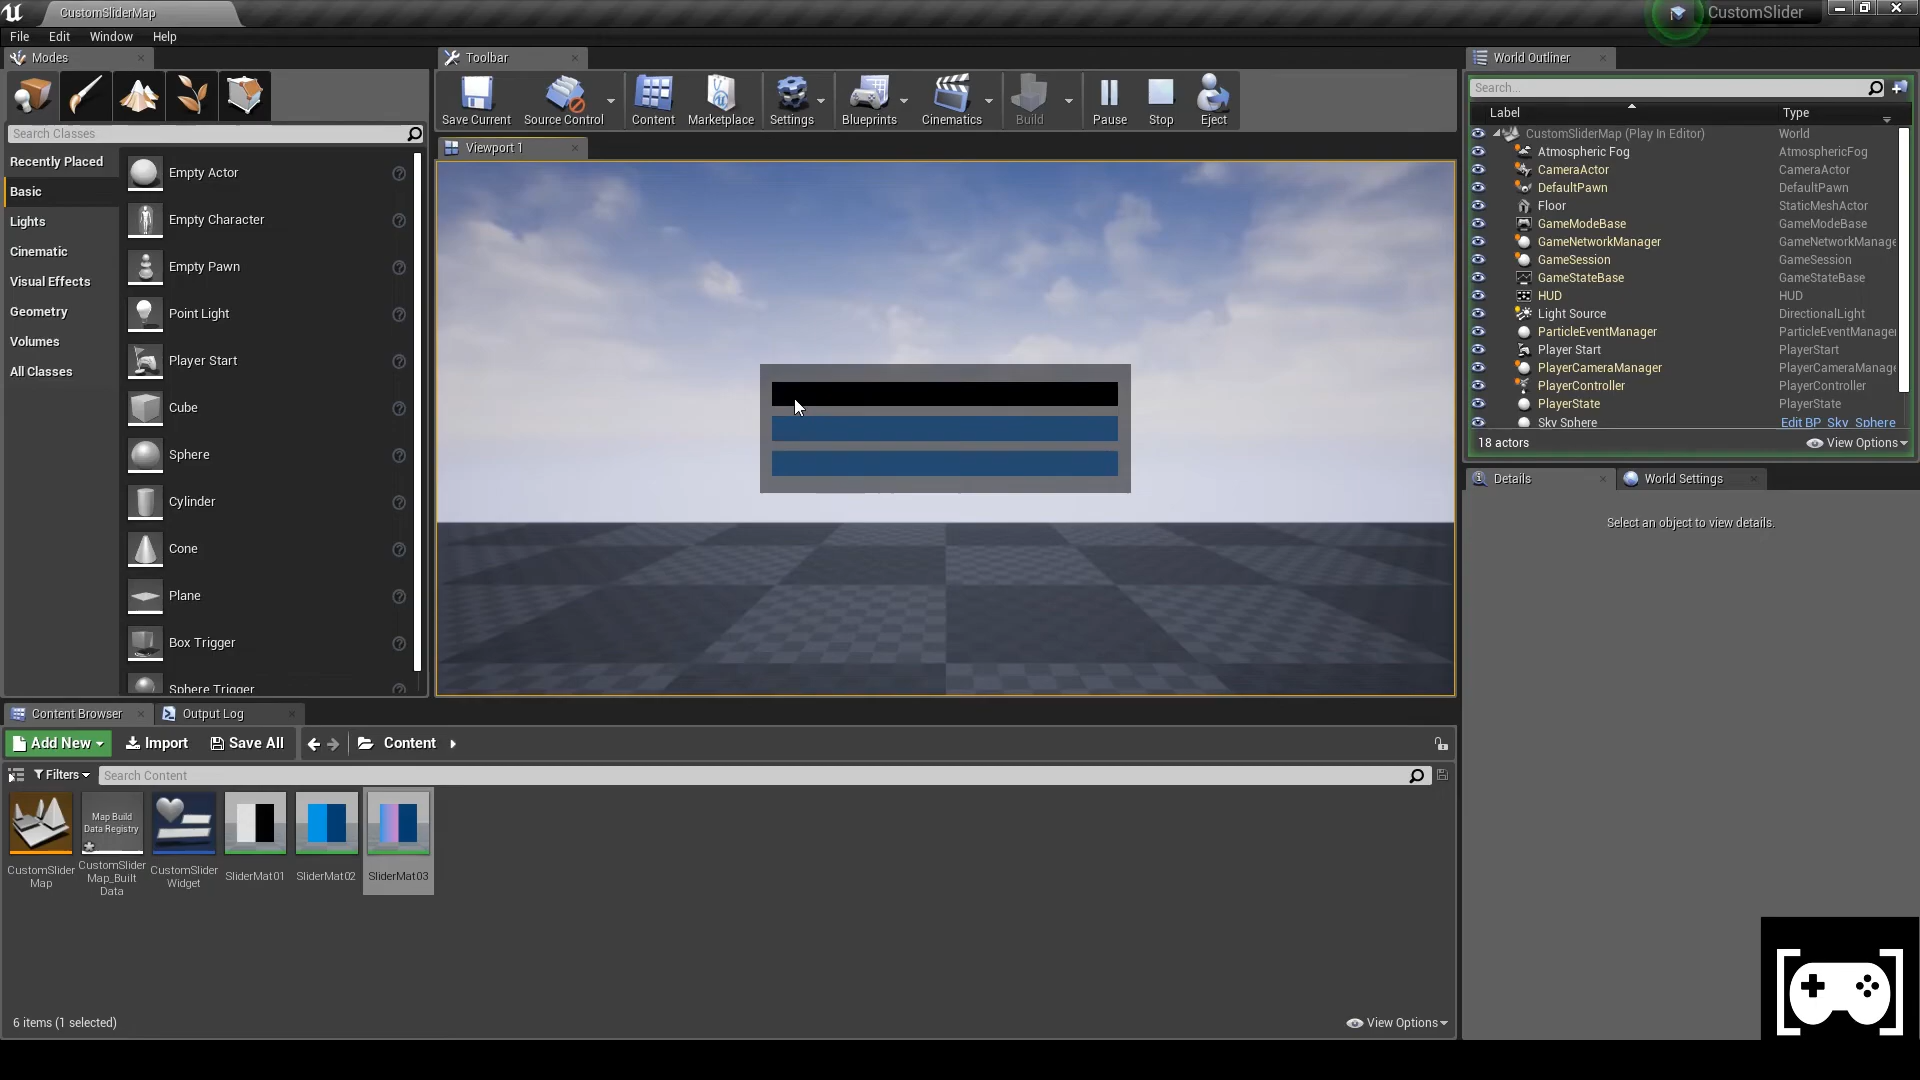 CustomSliderMap
CustomSlider
File Edit Window Help
Modes
Search Classes
Recently Placed
Basic
Lights
Cinematic
Visual Effects
Geometry
Volumes
All Classes
Empty Actor
Empty Character
Empty Pawn
Point Light
Player Start
Cube
Sphere
Cylinder
Cone
Plane
Box Trigger
Sphere Trigger
Toolbar
Save Current Source Control Content Marketplace Settings Blueprints Cinematics Build Pause Stop Eject
Viewport 1
World Outliner
Search...
Label Type
CustomSliderMap (Play In Editor) World
Atmospheric Fog AtmosphericFog
CameraActor CameraActor
DefaultPawn DefaultPawn
Floor StaticMeshActor
GameModeBase GameModeBase
GameNetworkManager GameNetworkManage
GameSession GameSession
GameStateBase GameStateBase
HUD HUD
Light Source DirectionalLight
ParticleEventManager ParticleEventManager
Player Start PlayerStart
PlayerCameraManager PlayerCameraManage
PlayerController PlayerController
PlayerState PlayerState
Sky Sphere Edit BP_Sky_Sphere
18 actors View Options
Details World Settings
Select an object to view details.
Content Browser Output Log
Add New Import Save All Content
Filters Search Content
Map Build
Data Registry
CustomSlider
Map
CustomSlider
Map_Built
Data
CustomSlider
Widget
SliderMat01
SliderMat02
SliderMat03
6 items (1 selected)
View Options